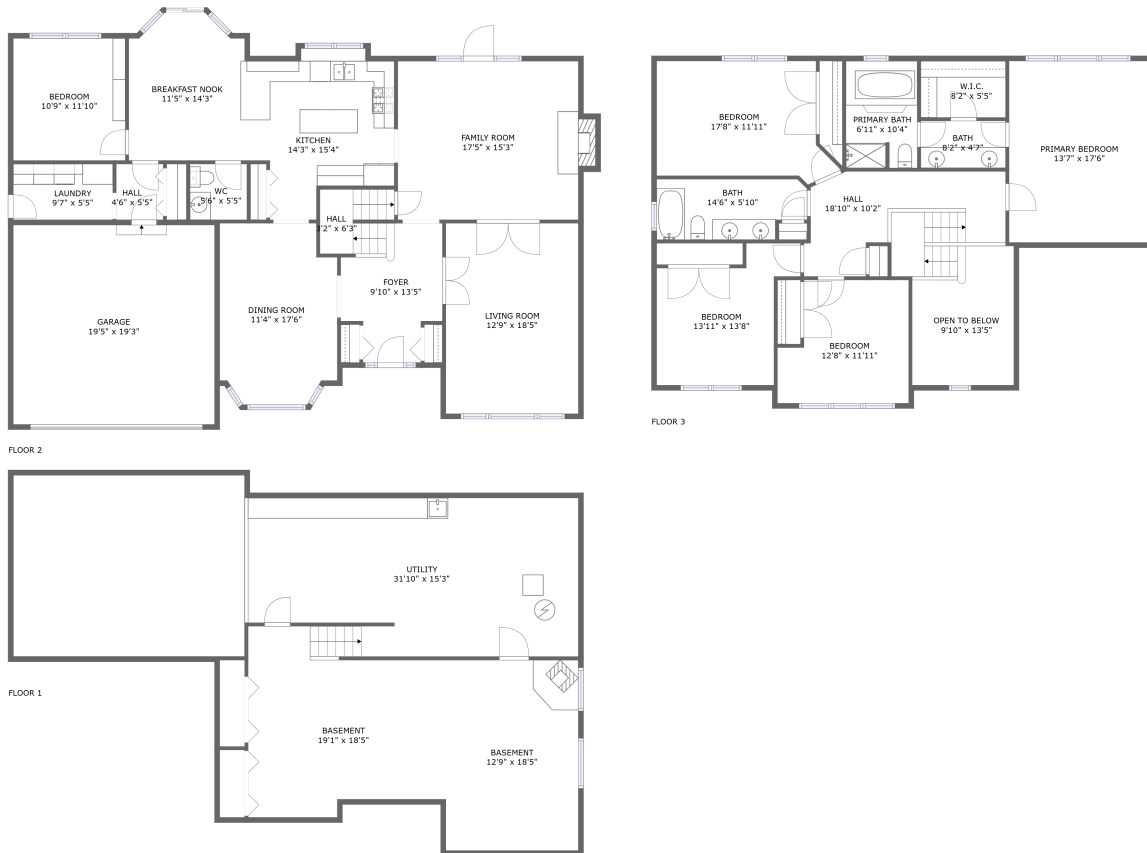 BEDROOM
10'9" x 11'10"
BREAKFAST NOOK
11'5" x 14'3"
KITCHEN
14'3" x 15'4"
FAMILY ROOM
17'5" x 15'3"
LAUNDRY
9'7" x 5'5"
HALL
4'6" x 5'5"
WC
5'6" x 5'5"
HALL
3'2" x 6'3"
FOYER
9'10" x 13'5"
GARAGE
19'5" x 19'3"
DINING ROOM
11'4" x 17'6"
LIVING ROOM
12'9" x 18'5"
FLOOR 2
BEDROOM
17'8" x 11'11"
PRIMARY BATH
6'11" x 10'4"
W.I.C.
8'2" x 5'5"
BATH
8'2" x 4'7"
PRIMARY BEDROOM
13'7" x 17'6"
BATH
14'6" x 5'10"
HALL
18'10" x 10'2"
BEDROOM
13'11" x 13'8"
BEDROOM
12'8" x 11'11"
OPEN TO BELOW
9'10" x 13'5"
FLOOR 3
UTILITY
31'10" x 15'3"
BASEMENT
19'1" x 18'5"
BASEMENT
12'9" x 18'5"
FLOOR 1